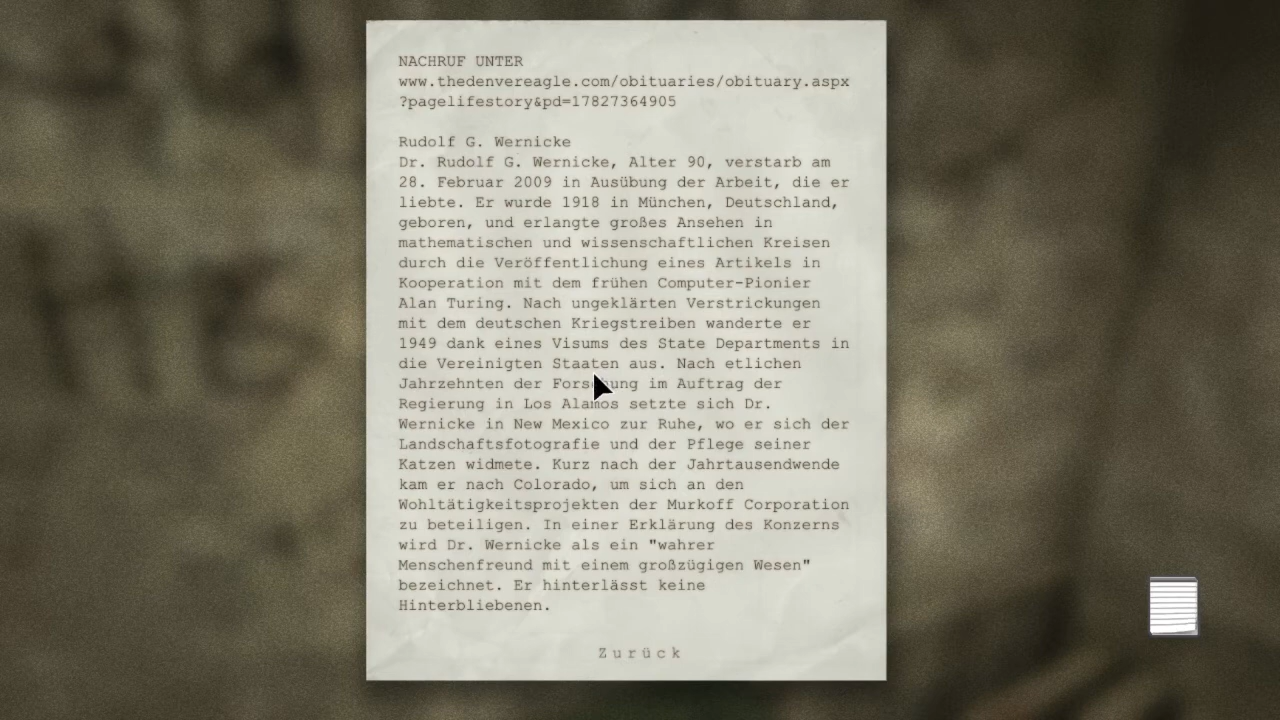 NACHRUF UNTER
www.thedenvereagle.com/obituaries/obituary.aspx
?pagelifestory&pd=17827364905
Rudolf G. Wernicke
Dr. Rudolf G. Wernicke, Alter 90, verstarb am
28. Februar 2009 in Ausübung der Arbeit, die er
liebte. Er wurde 1918 in München, Deutschland,
geboren, und erlangte großes Ansehen in
mathematischen und wissenschaftlichen Kreisen
durch die Veröffentlichung eines Artikels in
Kooperation mit dem frühen Computer-Pionier
Alan Turing. Nach ungeklärten Verstrickungen
mit dem deutschen Kriegstreiben wanderte er
1949 dank eines Visums des State Departments in
die Vereinigten Staaten aus. Nach etlichen
Jahrzehnten der Forschung im Auftrag der
Regierung in Los Alamos setzte sich Dr.
Wernicke in New Mexico zur Ruhe, wo er sich der
Landschaftsfotografie und der Pflege seiner
Katzen widmete. Kurz nach der Jahrtausendwende
kam er nach Colorado, um sich an den
Wohltätigkeitsprojekten der Murkoff Corporation
zu beteiligen. In einer Erklärung des Konzerns
wird Dr. Wernicke als ein "wahrer
Menschenfreund mit einem großzügigen Wesen"
bezeichnet. Er hinterlässt keine
Hinterbliebenen.
Zurück